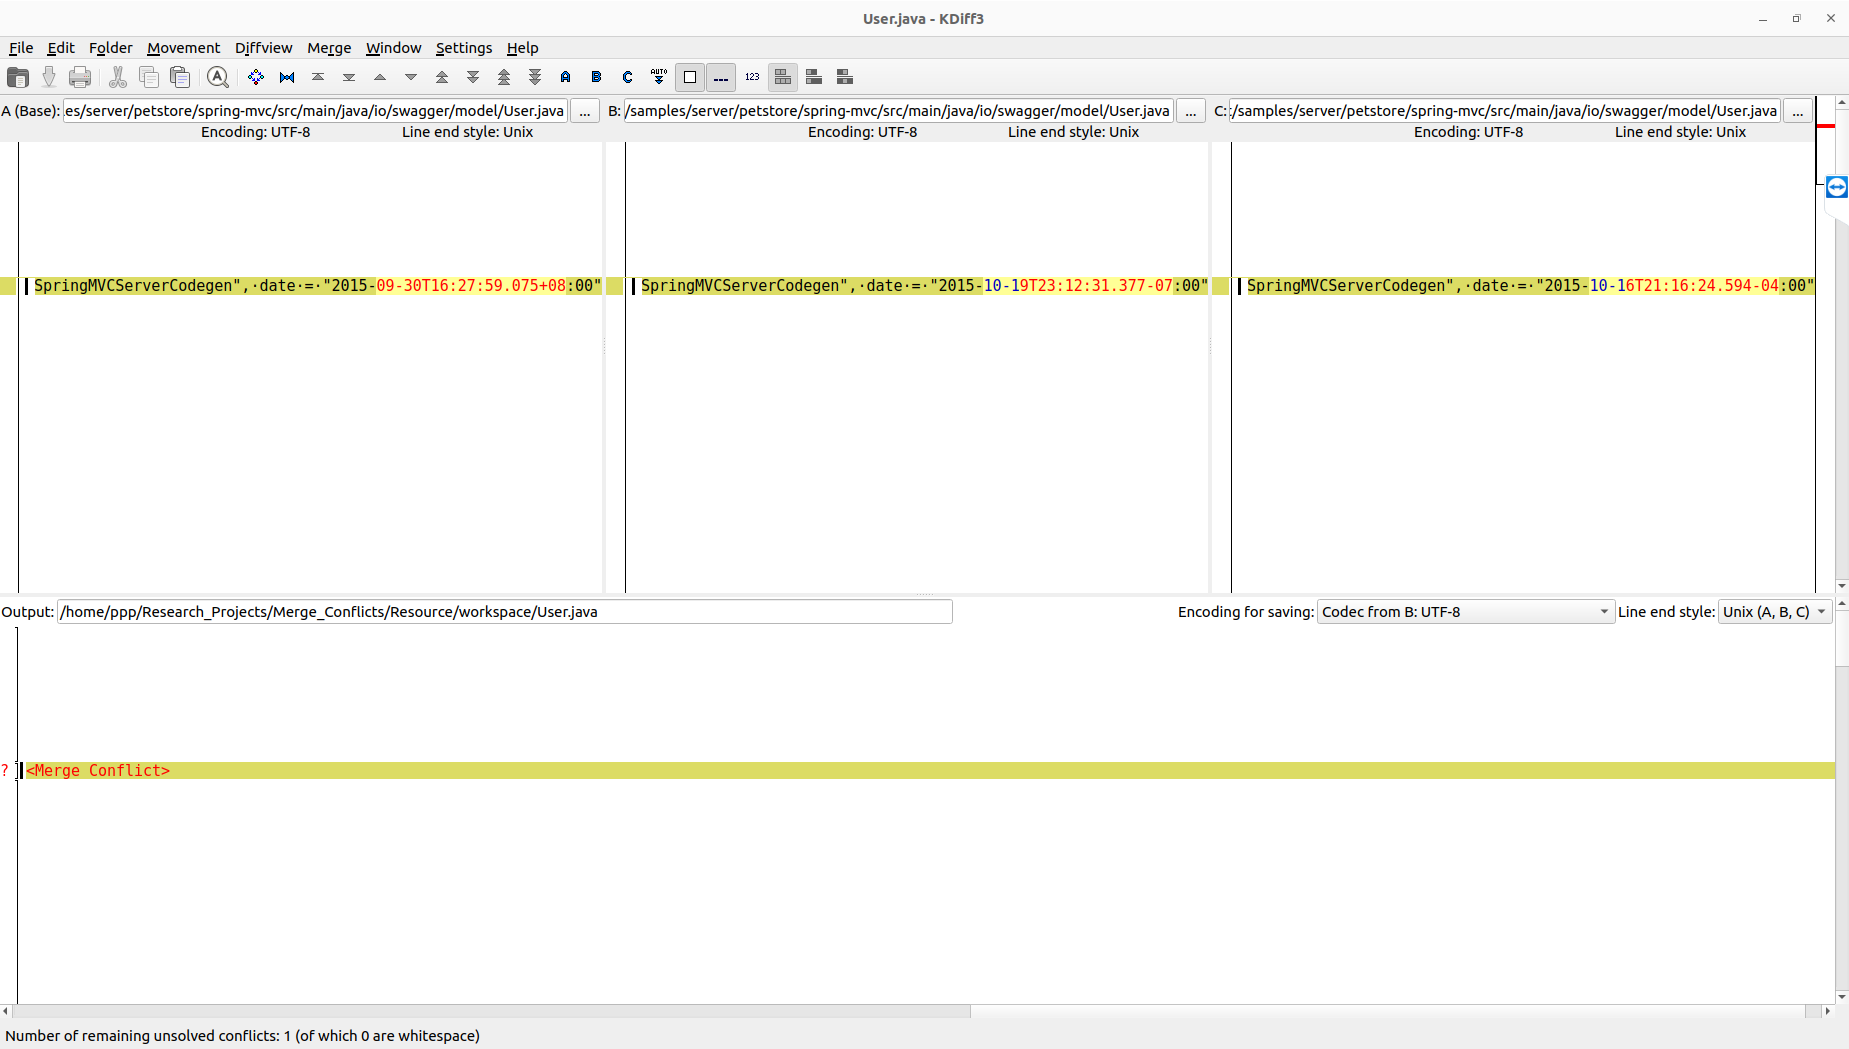 User.java - KDiff3
File Edit Folder Movement Diffview Merge Window Settings Help
A B C AUTO 123
A (Base): es/server/petstore/spring-mvc/src/main/java/io/swagger/model/User.java ... B: /samples/server/petstore/spring-mvc/src/main/java/io/swagger/model/User.java ... C: :/samples/server/petstore/spring-mvc/src/main/java/io/swagger/model/User.java ...
Encoding: UTF-8 Line end style: Unix Encoding: UTF-8 Line end style: Unix Encoding: UTF-8 Line end style: Unix
SpringMVCServerCodegen",·date·=·"2015-09-30T16:27:59.075+08:00"
SpringMVCServerCodegen",·date·=·"2015-10-19T23:12:31.377-07:00"
SpringMVCServerCodegen",·date·=·"2015-10-16T21:16:24.594-04:00"
Output: /home/ppp/Research_Projects/Merge_Conflicts/Resource/workspace/User.java Encoding for saving: Codec from B: UTF-8 Line end style: Unix (A, B, C)
? <Merge Conflict>
Number of remaining unsolved conflicts: 1 (of which 0 are whitespace)